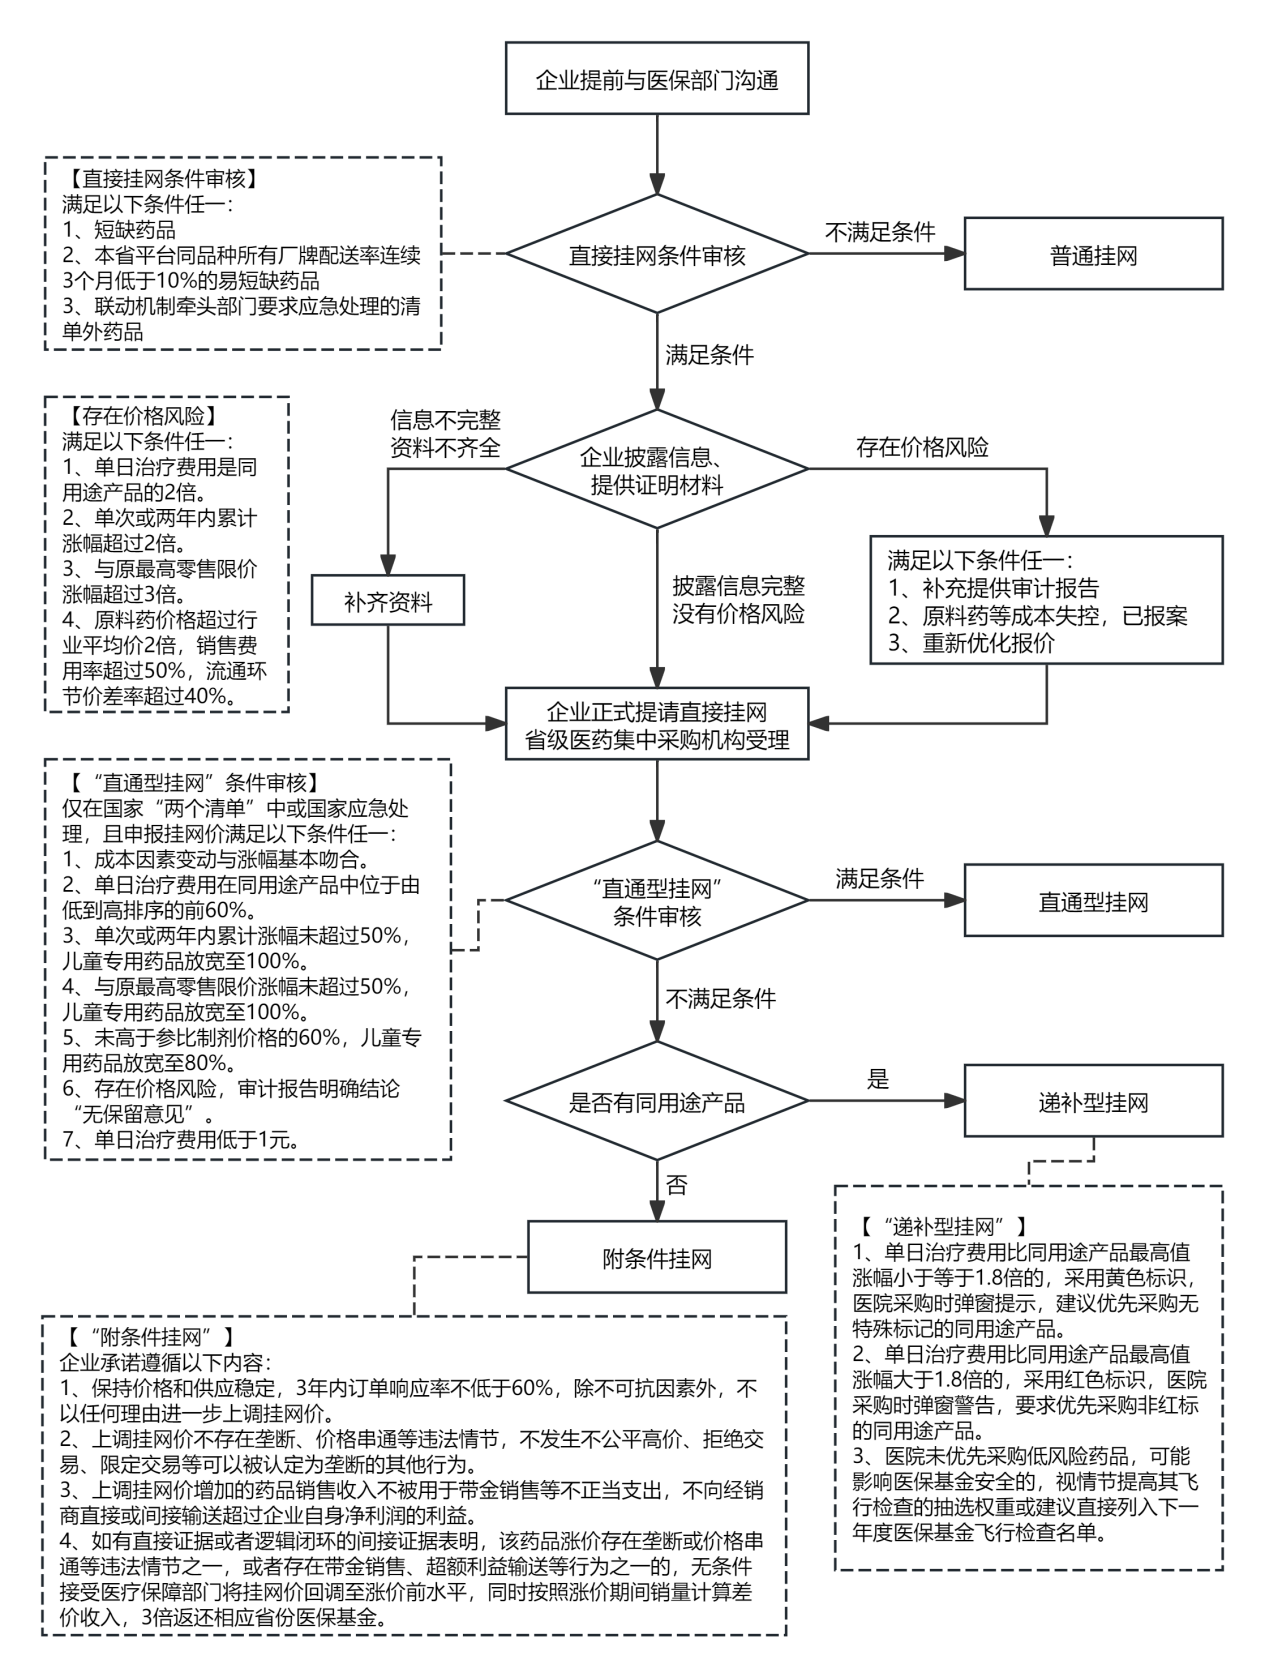 企业提前与医保部门沟通
【直接挂网条件审核】
满足以下条件任一：
1、短缺药品
2、本省平台同品种所有厂牌配送率连续
3个月低于10%的易短缺药品
3、联动机制牵头部门要求应急处理的清
单外药品
直接挂网条件审核
不满足条件
普通挂网
满足条件
【存在价格风险】
满足以下条件任一：
1、单日治疗费用是同
用途产品的2倍。
2、单次或两年内累计
涨幅超过2倍。
3、与原最高零售限价
涨幅超过3倍。
4、原料药价格超过行
业平均价2倍，销售费
用率超过50%，流通环
节价差率超过40%。
信息不完整
资料不齐全
企业披露信息、
提供证明材料
存在价格风险
补齐资料
披露信息完整
没有价格风险
满足以下条件任一：
1、补充提供审计报告
2、原料药等成本失控，已报案
3、重新优化报价
企业正式提请直接挂网
省级医药集中采购机构受理
【“直通型挂网”条件审核】
仅在国家“两个清单”中或国家应急处
理，且申报挂网价满足以下条件任一：
1、成本因素变动与涨幅基本吻合。
2、单日治疗费用在同用途产品中位于由
低到高排序的前60%。
3、单次或两年内累计涨幅未超过50%，
儿童专用药品放宽至100%。
4、与原最高零售限价涨幅未超过50%，
儿童专用药品放宽至100%。
5、未高于参比制剂价格的60%，儿童专
用药品放宽至80%。
6、存在价格风险，审计报告明确结论
“无保留意见”。
7、单日治疗费用低于1元。
“直通型挂网”
条件审核
满足条件
直通型挂网
不满足条件
是否有同用途产品
是
递补型挂网
否
附条件挂网
【“递补型挂网”】
1、单日治疗费用比同用途产品最高值
涨幅小于等于1.8倍的，采用黄色标识，
医院采购时弹窗提示，建议优先采购无
特殊标记的同用途产品。
2、单日治疗费用比同用途产品最高值
涨幅大于1.8倍的，采用红色标识，医院
采购时弹窗警告，要求优先采购非红标
的同用途产品。
3、医院未优先采购低风险药品，可能
影响医保基金安全的，视情节提高其飞
行检查的抽选权重或建议直接列入下一
年度医保基金飞行检查名单。
【“附条件挂网”】
企业承诺遵循以下内容：
1、保持价格和供应稳定，3年内订单响应率不低于60%，除不可抗因素外，不
以任何理由进一步上调挂网价。
2、上调挂网价不存在垄断、价格串通等违法情节，不发生不公平高价、拒绝交
易、限定交易等可以被认定为垄断的其他行为。
3、上调挂网价增加的药品销售收入不被用于带金销售等不正当支出，不向经销
商直接或间接输送超过企业自身净利润的利益。
4、如有直接证据或者逻辑闭环的间接证据表明，该药品涨价存在垄断或价格串
通等违法情节之一，或者存在带金销售、超额利益输送等行为之一的，无条件
接受医疗保障部门将挂网价回调至涨价前水平，同时按照涨价期间销量计算差
价收入，3倍返还相应省份医保基金。